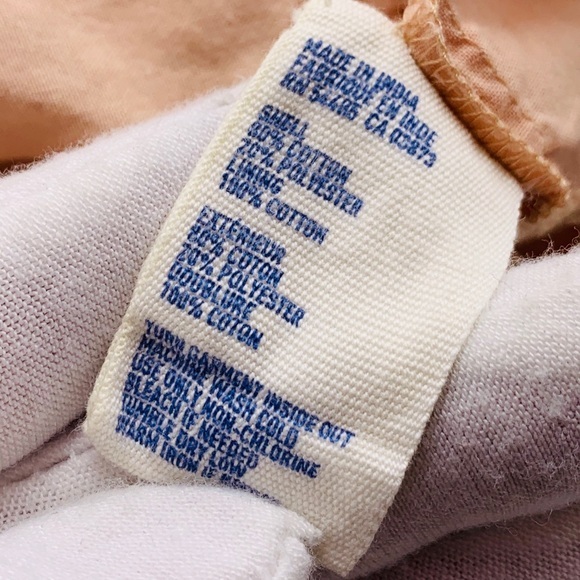 MADE IN INDIA
FABRIQUÉ EN INDE
RN 54485 CA 03873
SHELL
80% COTTON
20% POLYESTER
LINING
100% COTTON
EXTÉRIEUR
80% COTON
20% POLYESTER
DOUBLURE
100% COTON
TURN GARMENT INSIDE OUT
MACHINE WASH COLD
USE ONLY NON-CHLORINE
BLEACH IF NEEDED
TUMBLE DRY LOW
WARM IRON IF